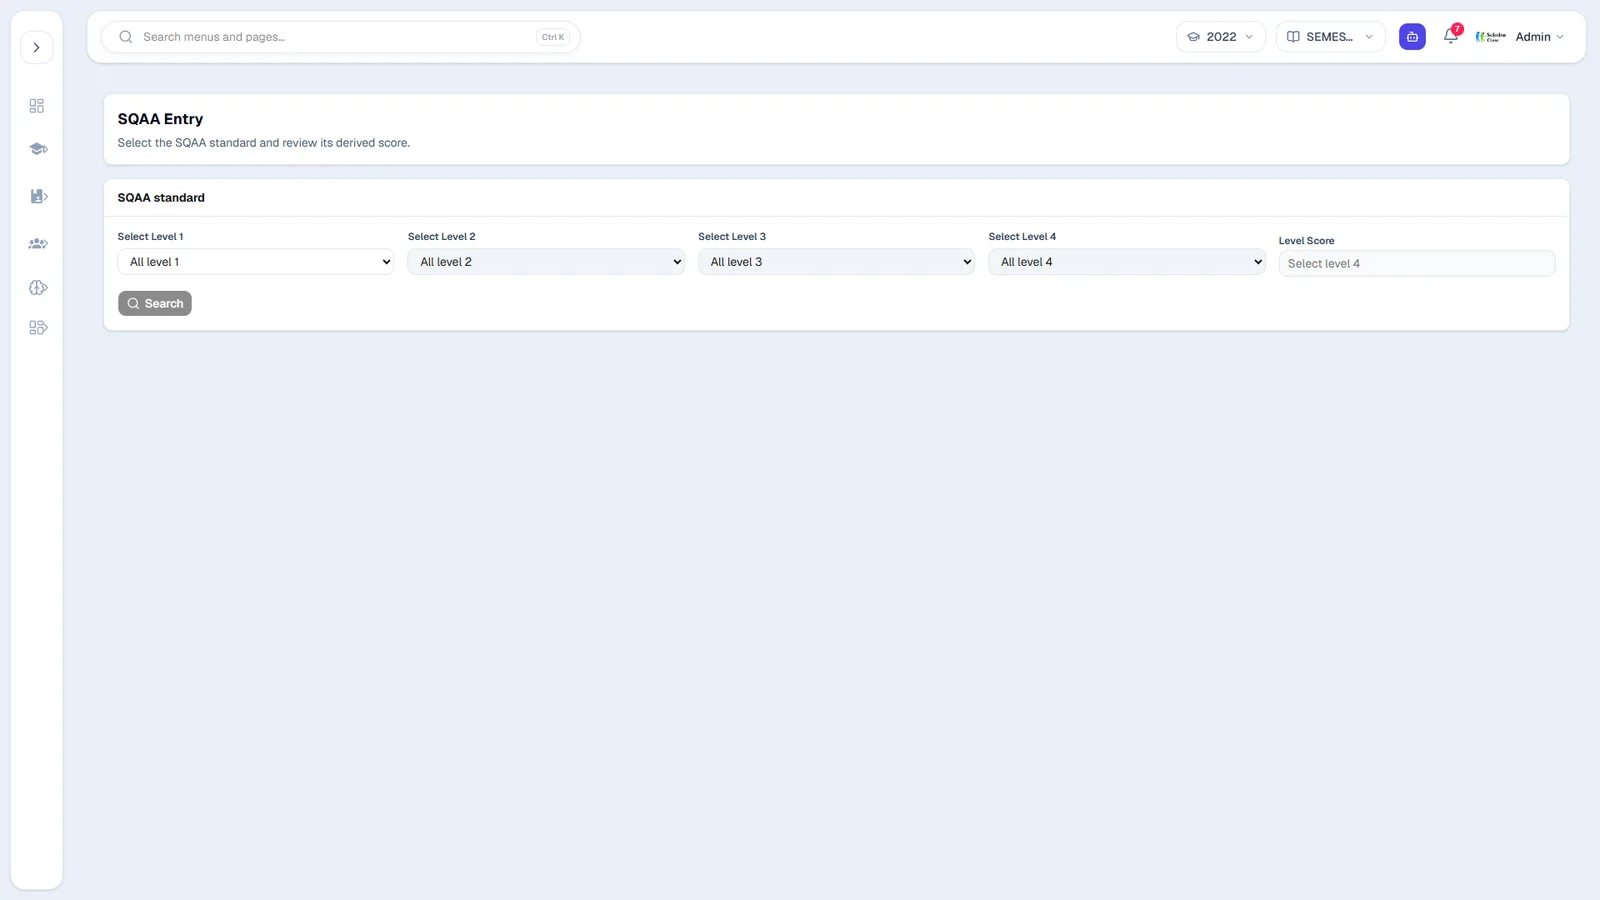 Search menus and pages...
Ctrl K
2022
SEMES...
7
Scholar Clone
Admin
SQAA Entry
Select the SQAA standard and review its derived score.
SQAA standard
Select Level 1
Select Level 2
Select Level 3
Select Level 4
Level Score
All level 1
All level 2
All level 3
All level 4
Select level 4
Search